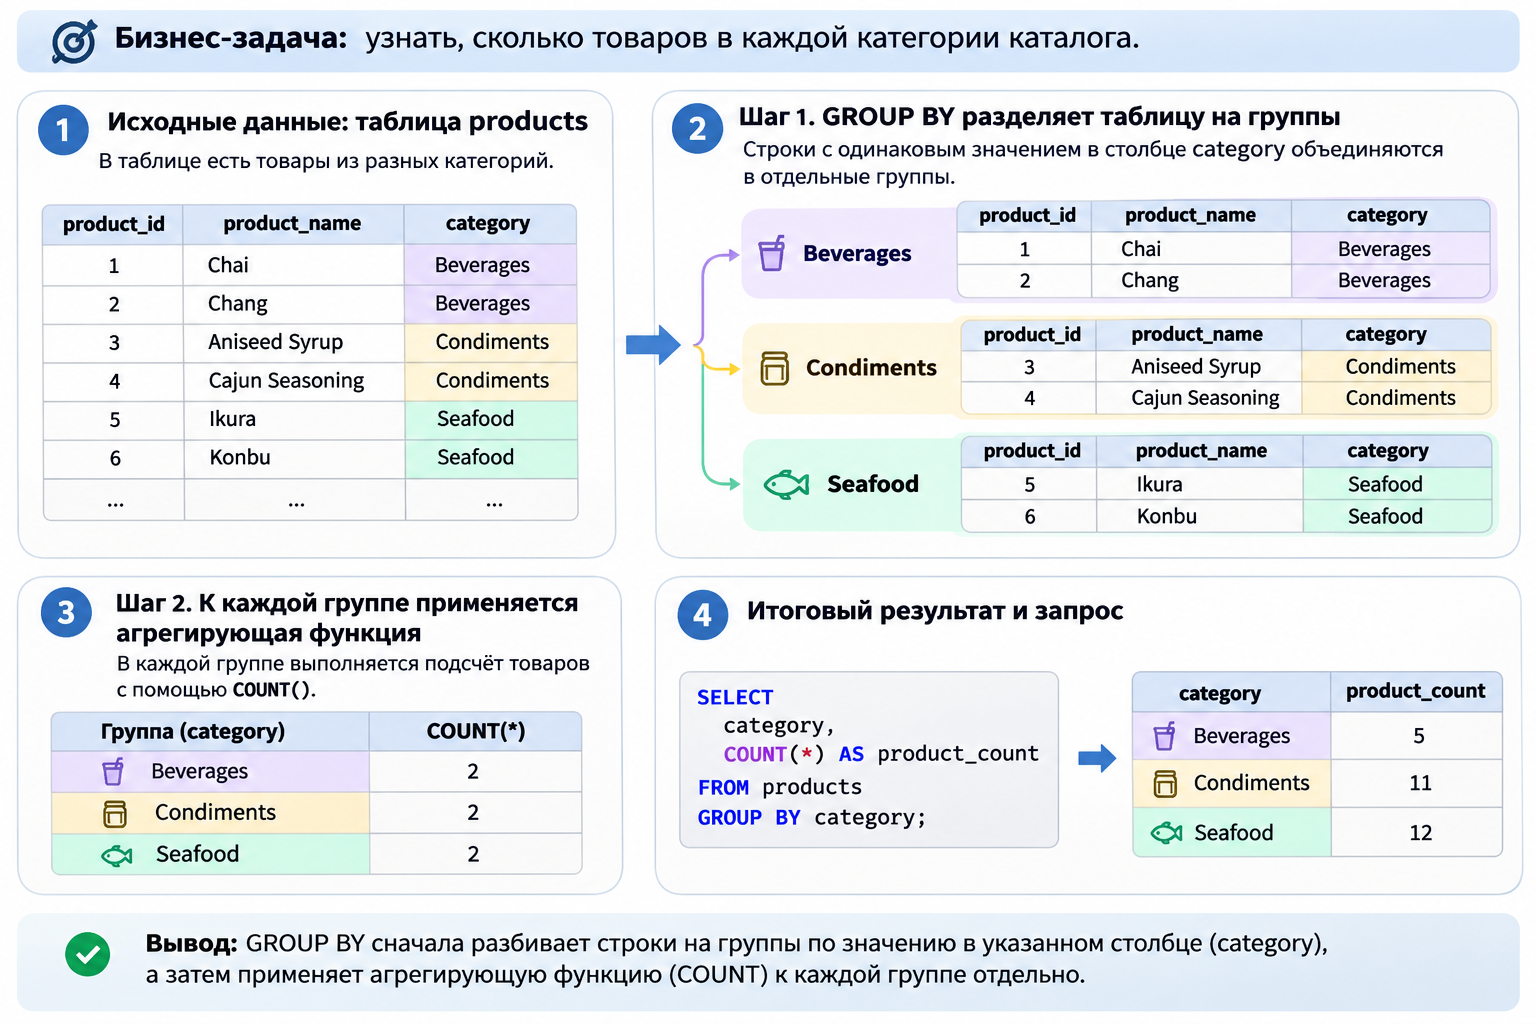 Бизнес-задача: узнать, сколько товаров в каждой категории каталога.
1
Исходные данные: таблица products
В таблице есть товары из разных категорий.
product_id product_name category
1 Chai Beverages
2 Chang Beverages
3 Aniseed Syrup Condiments
4 Cajun Seasoning Condiments
5 Ikura Seafood
6 Konbu Seafood
... ... ...
2
Шаг 1. GROUP BY разделяет таблицу на группы
Строки с одинаковым значением в столбце category объединяются
в отдельные группы.
Beverages
product_id product_name category
1 Chai Beverages
2 Chang Beverages
Condiments
product_id product_name category
3 Aniseed Syrup Condiments
4 Cajun Seasoning Condiments
Seafood
product_id product_name category
5 Ikura Seafood
6 Konbu Seafood
3
Шаг 2. К каждой группе применяется
агрегирующая функция
В каждой группе выполняется подсчёт товаров
с помощью COUNT().
Группа (category) COUNT(*)
Beverages 2
Condiments 2
Seafood 2
4
Итоговый результат и запрос
SELECT
category,
COUNT(*) AS product_count
FROM products
GROUP BY category;
category product_count
Beverages 5
Condiments 11
Seafood 12
Вывод: GROUP BY сначала разбивает строки на группы по значению в указанном столбце (category),
а затем применяет агрегирующую функцию (COUNT) к каждой группе отдельно.